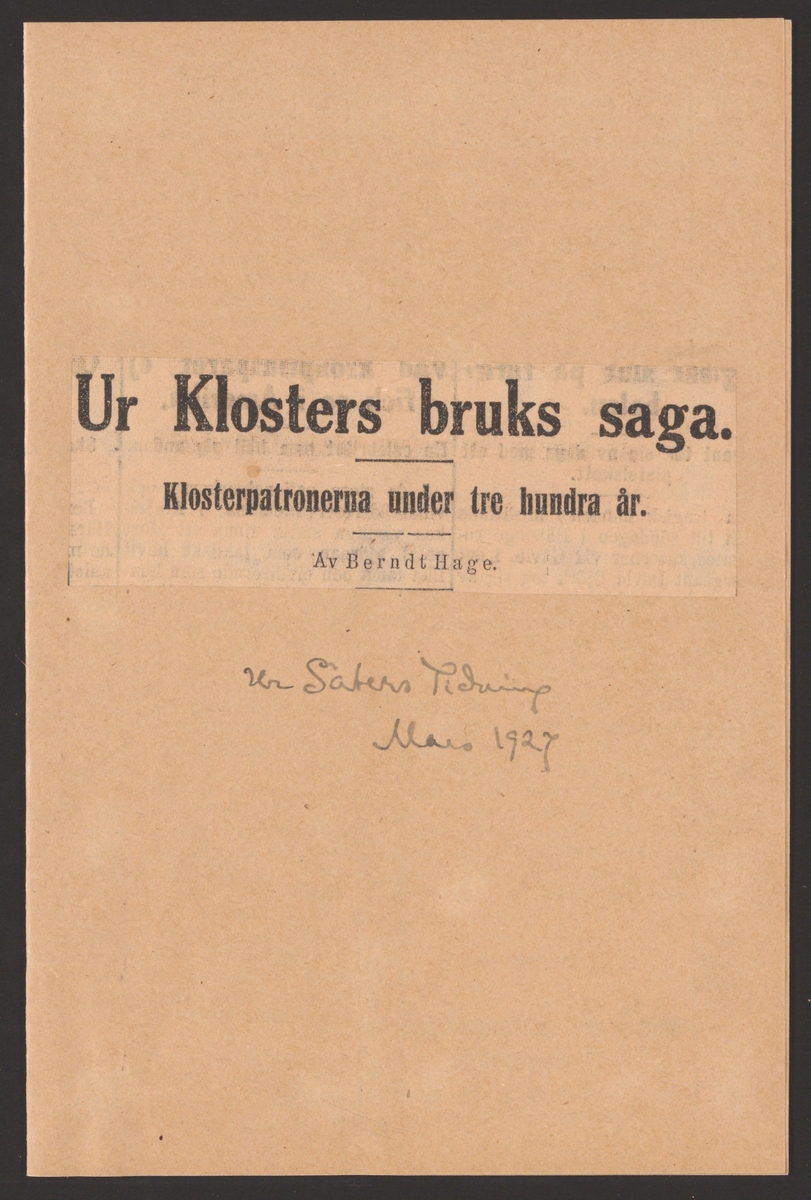 Ur Klosters bruks saga.
Klosterpatronerna under tre hundra år.
Av Berndt Hage.
ur Säters Tidning
Mars 1927